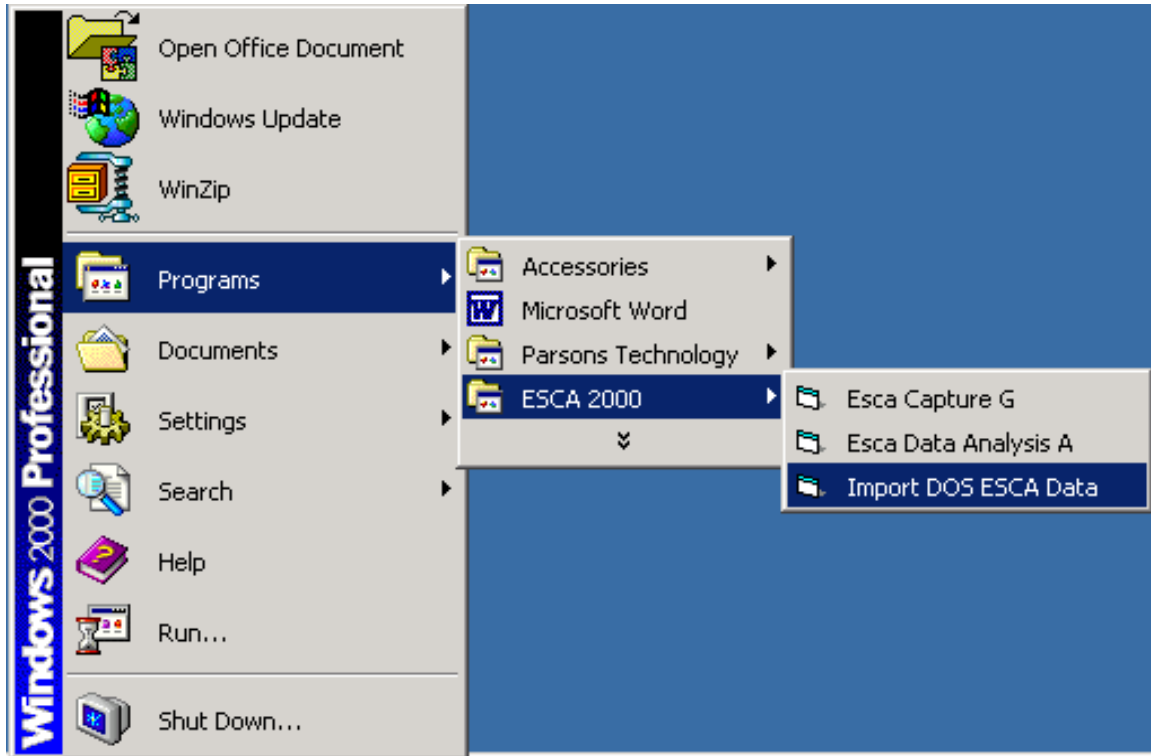 Open Office Document
Windows Update
WinZip
Programs
Documents
Settings
Search
Help
Run...
Shut Down...
Windows 2000 Professional
Accessories
Microsoft Word
Parsons Technology
ESCA 2000
Esca Capture G
Esca Data Analysis A
Import DOS ESCA Data